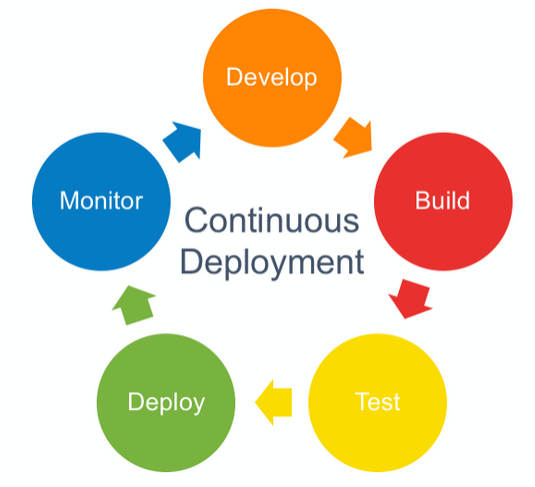 Develop
Build
Test
Deploy
Monitor
Continuous
Deployment